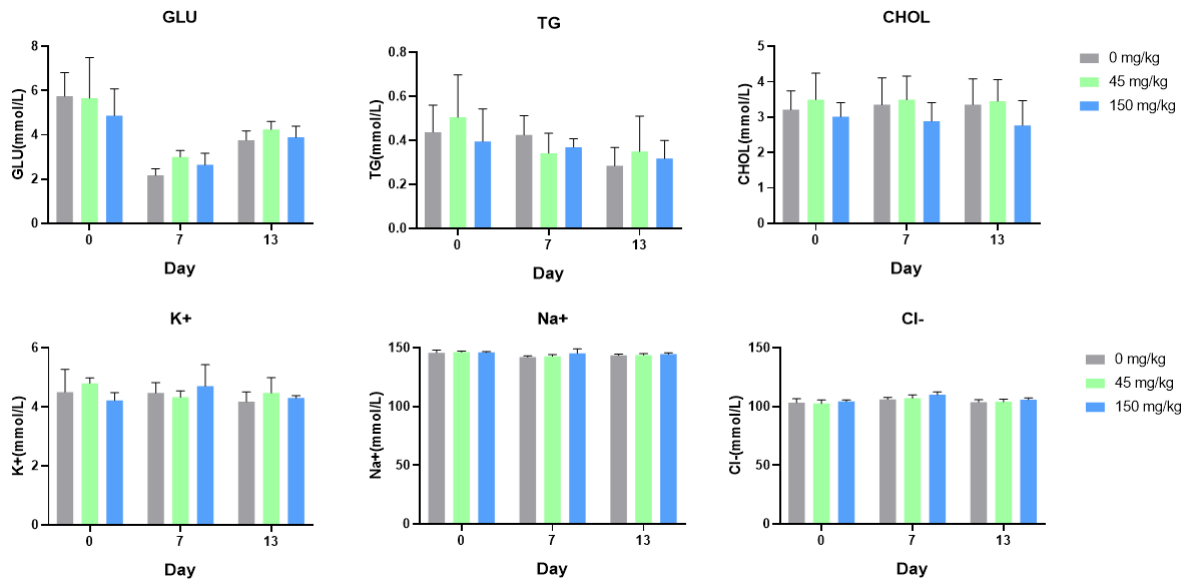 GLU
GLU(mmol/L)
8
6
4
2
0
0
7
13
Day
TG
TG(mmol/L)
0.8
0.6
0.4
0.2
0.0
0
7
13
Day
CHOL
CHOL(mmol/L)
5
4
3
2
1
0
0
7
13
Day
0 mg/kg
45 mg/kg
150 mg/kg
K+
K+(mmol/L)
6
4
2
0
0
7
13
Day
Na+
Na+(mmol/L)
150
100
50
0
0
7
13
Day
Cl-
Cl-(mmol/L)
150
100
50
0
0
7
13
Day
0 mg/kg
45 mg/kg
150 mg/kg